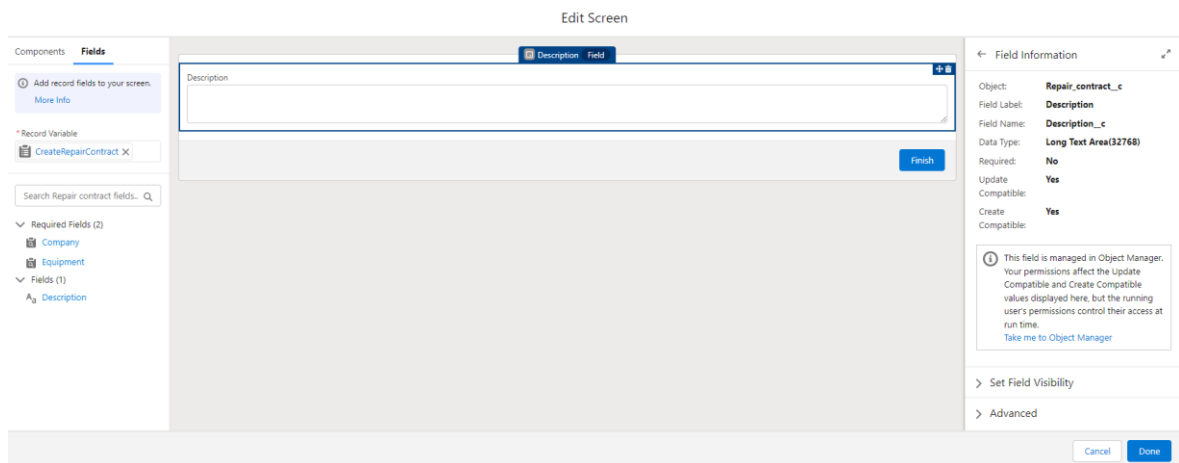 Edit Screen
Components Fields
Add record fields to your screen.
More Info
* Record Variable
CreateRepairContract
Search Repair contract fields...
Required Fields (2)
Company
Equipment
Fields (1)
Aa Description
Description Field
Description
Finish
Field Information
Object: Repair_contract__c
Field Label: Description
Field Name: Description__c
Data Type: Long Text Area(32768)
Required: No
Update Yes
Compatible:
Create Yes
Compatible:
This field is managed in Object Manager.
Your permissions affect the Update
Compatible and Create Compatible
values displayed here, but the running
user's permissions control their access at
run time.
Take me to Object Manager
Set Field Visibility
Advanced
Cancel Done